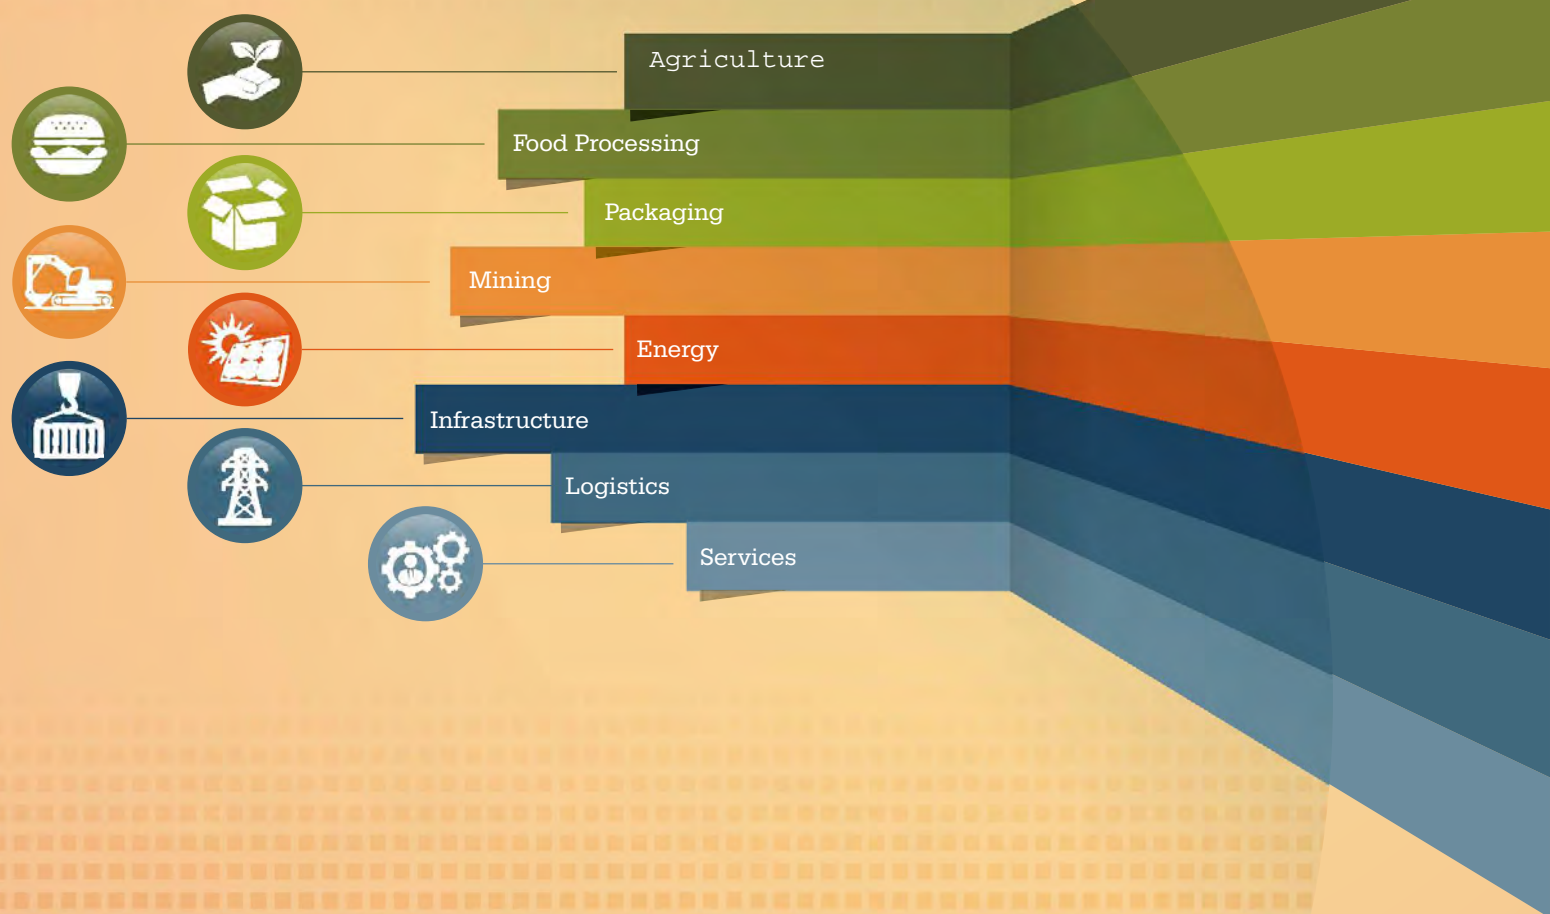 Agriculture
Food Processing
Packaging
Mining
Energy
Infrastructure
Logistics
Services